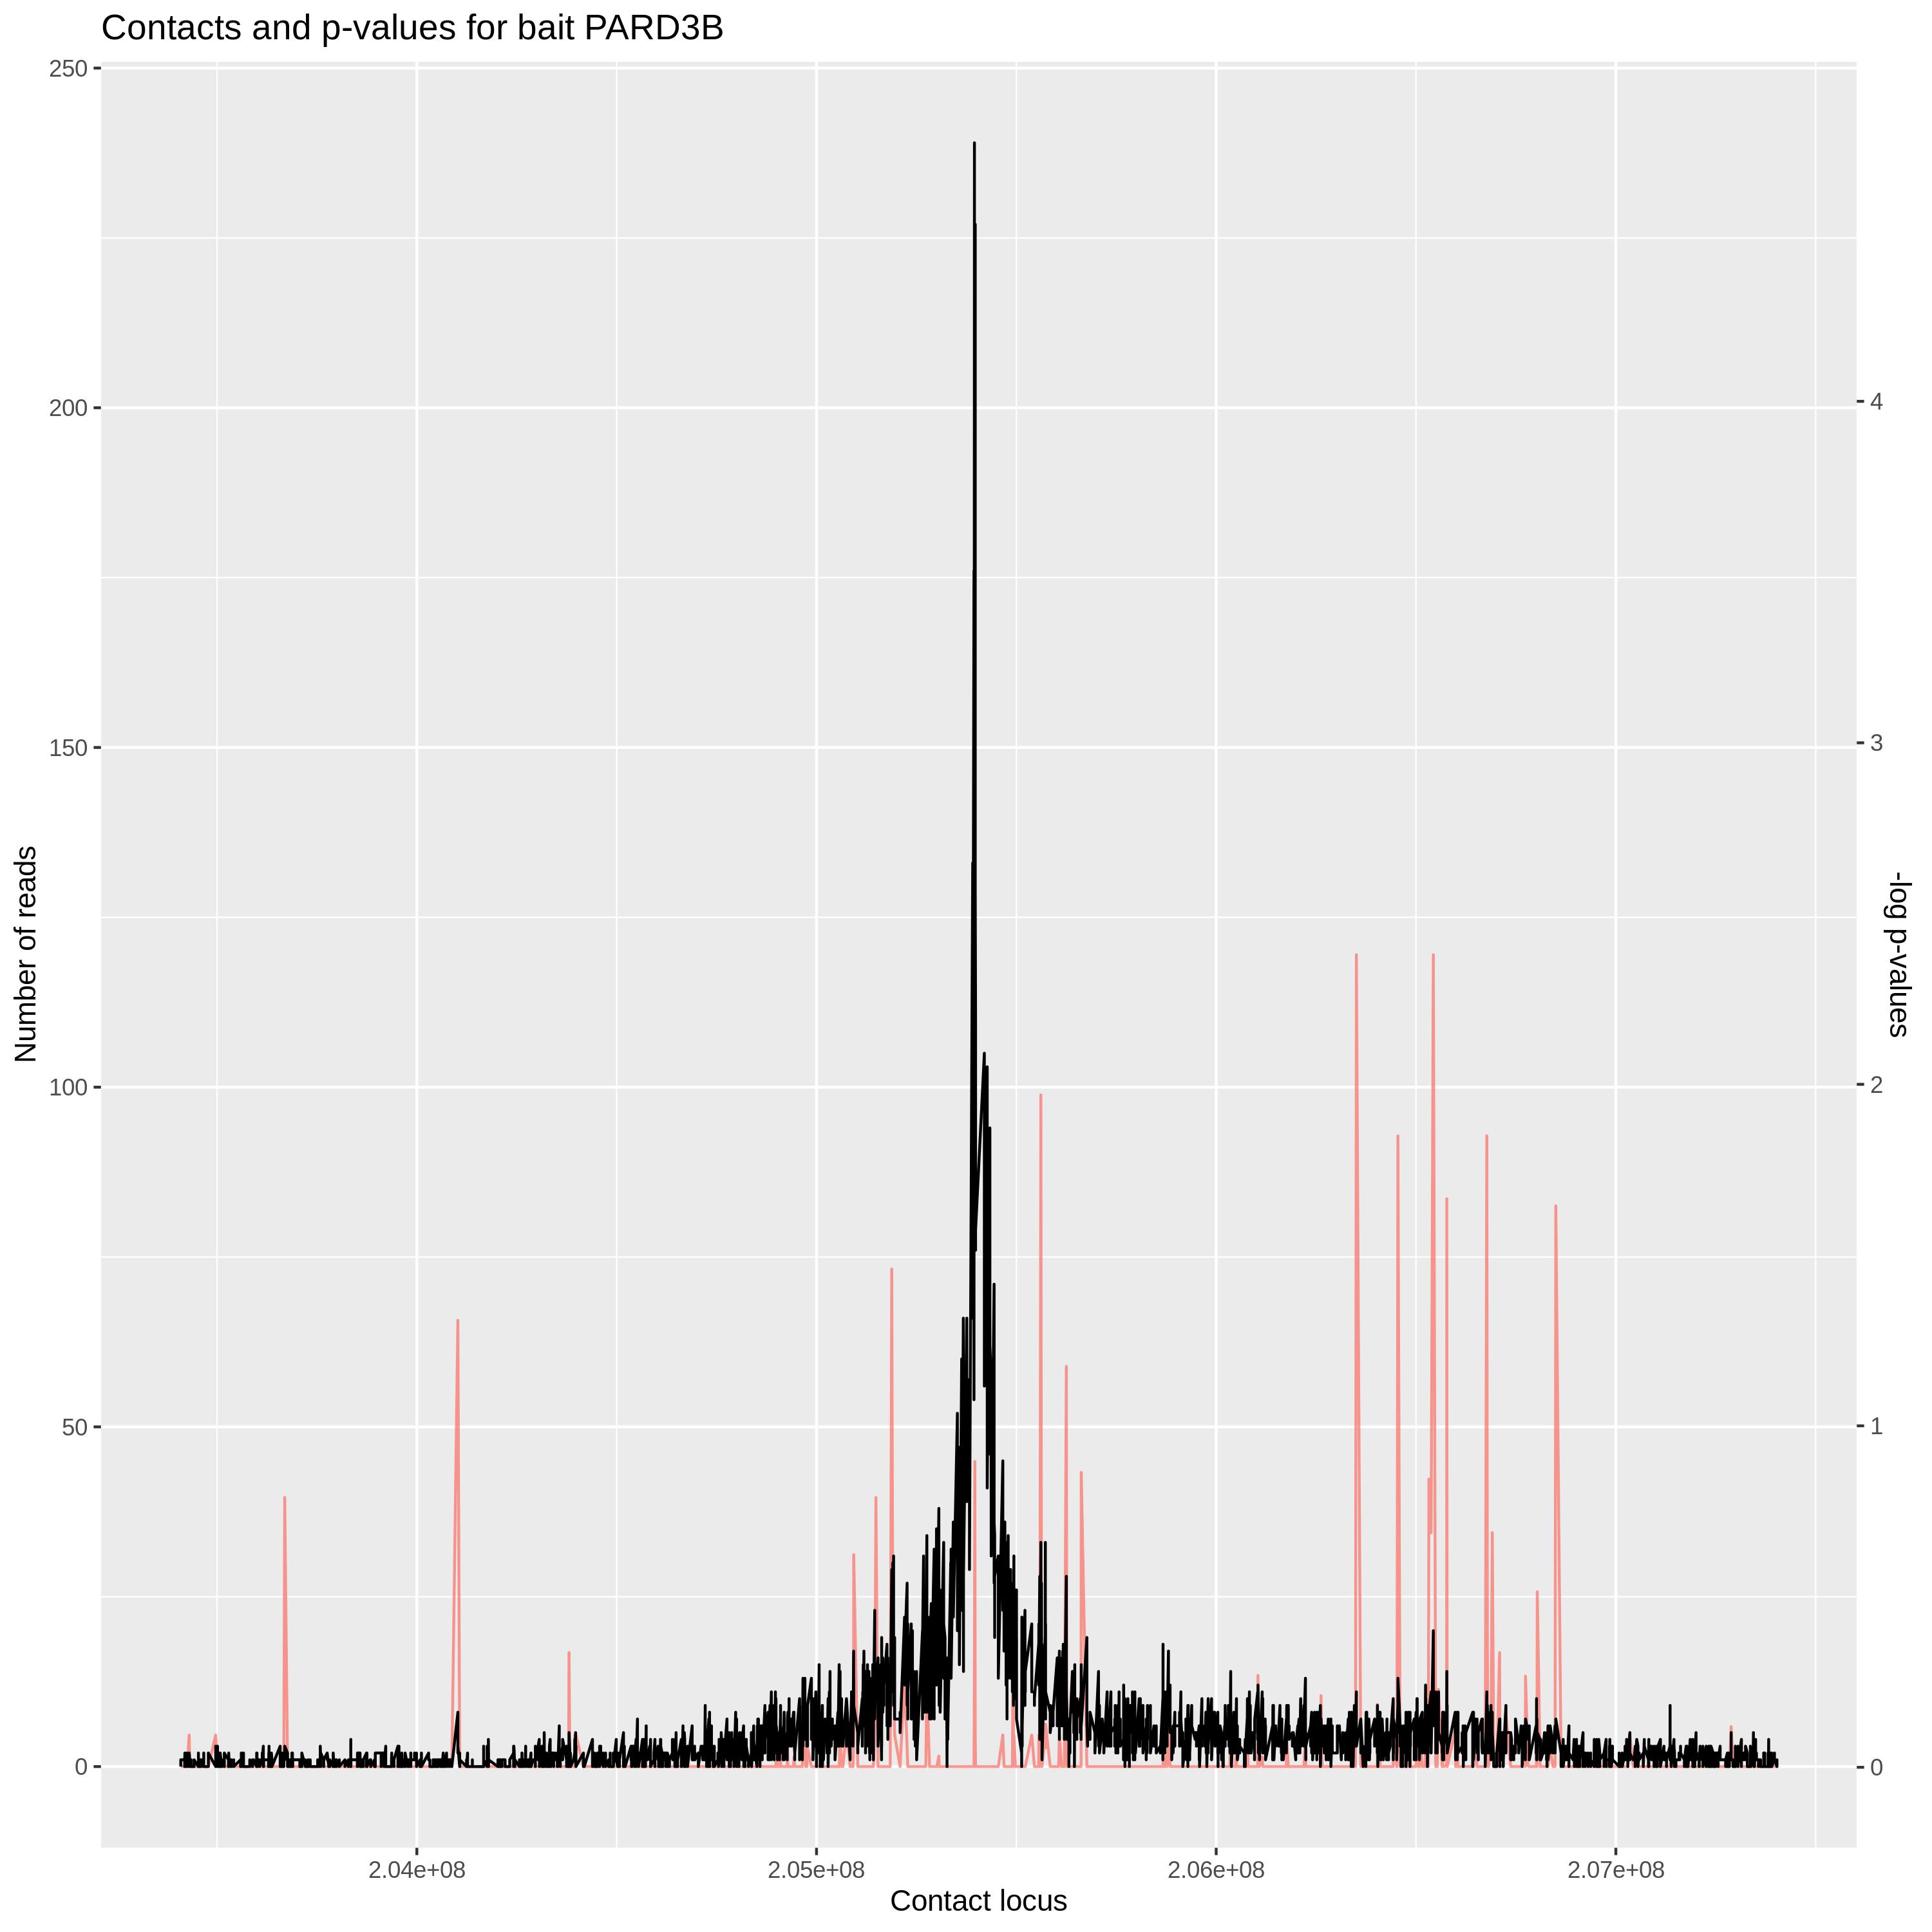 Contacts and p-values for bait PARD3B
250
200
150
100
50
0
Number of reads
4
3
2
1
0
-log p-values
2.04e+08
2.05e+08
2.06e+08
2.07e+08
Contact locus